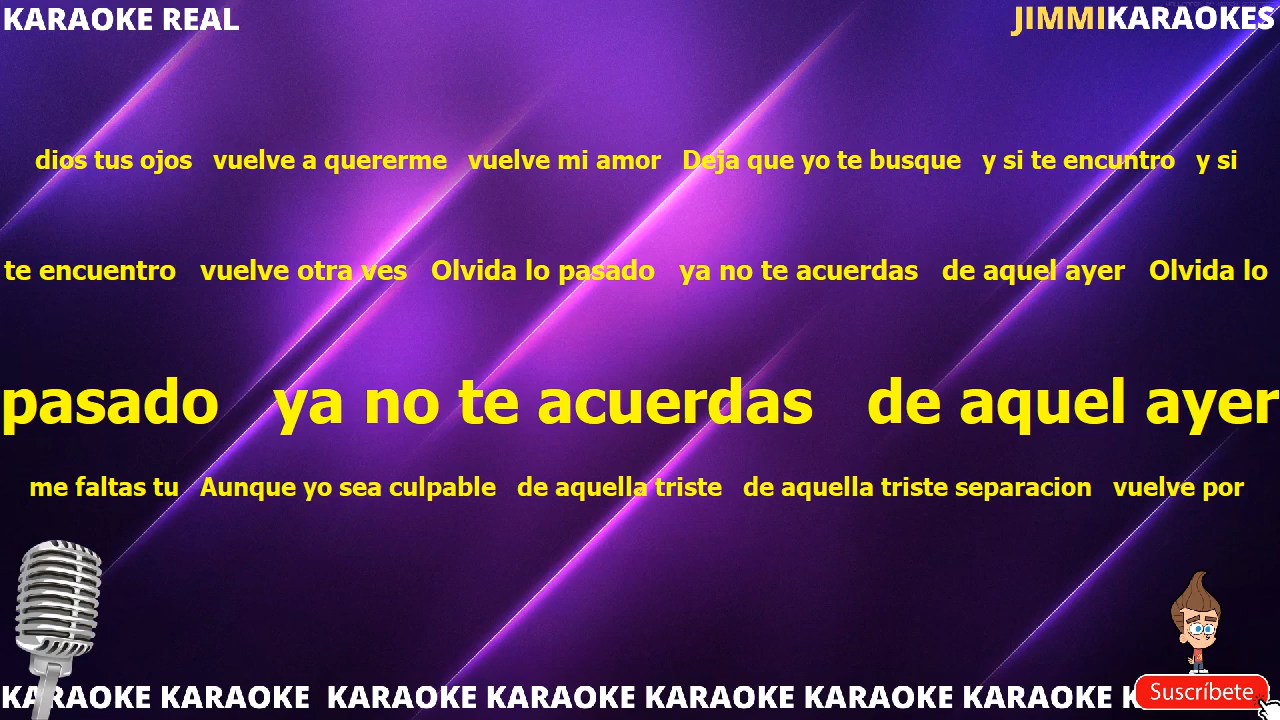 KARAOKE REAL
JIMMIKARAOKES
dios tus ojos vuelve a quererme vuelve mi amor Deja que yo te busque y si te encuntro y si
te encuentro vuelve otra ves Olvida lo pasado ya no te acuerdas de aquel ayer Olvida lo
pasado ya no te acuerdas de aquel ayer
me faltas tu Aunque yo sea culpable de aquella triste de aquella triste separacion vuelve por
KARAOKE KARAOKE KARAOKE KARAOKE KARAOKE KARAOKE KARAOKE
Suscríbete